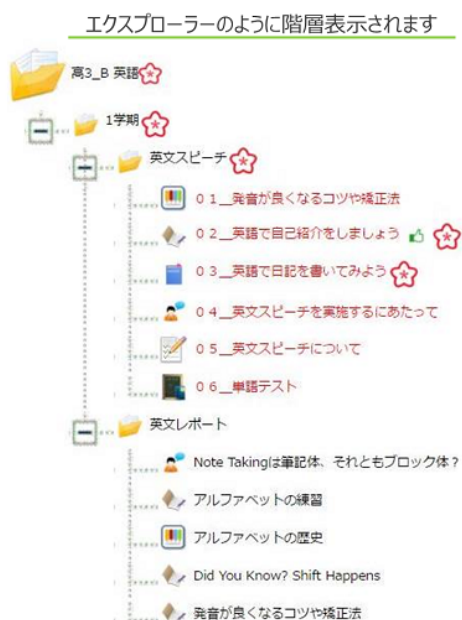 エクスプローラーのように階層表示されます
高3_B 英語
1学期
英文スピーチ
０１__発音が良くなるコツや矯正法
０２__英語で自己紹介をしましょう
０３__英語で日記を書いてみよう
０４__英文スピーチを実施するにあたって
０５__英文スピーチについて
０６__単語テスト
英文レポート
Note Takingは筆記体、それともブロック体？
アルファベットの練習
アルファベットの歴史
Did You Know? Shift Happens
発音が良くなるコツや矯正法